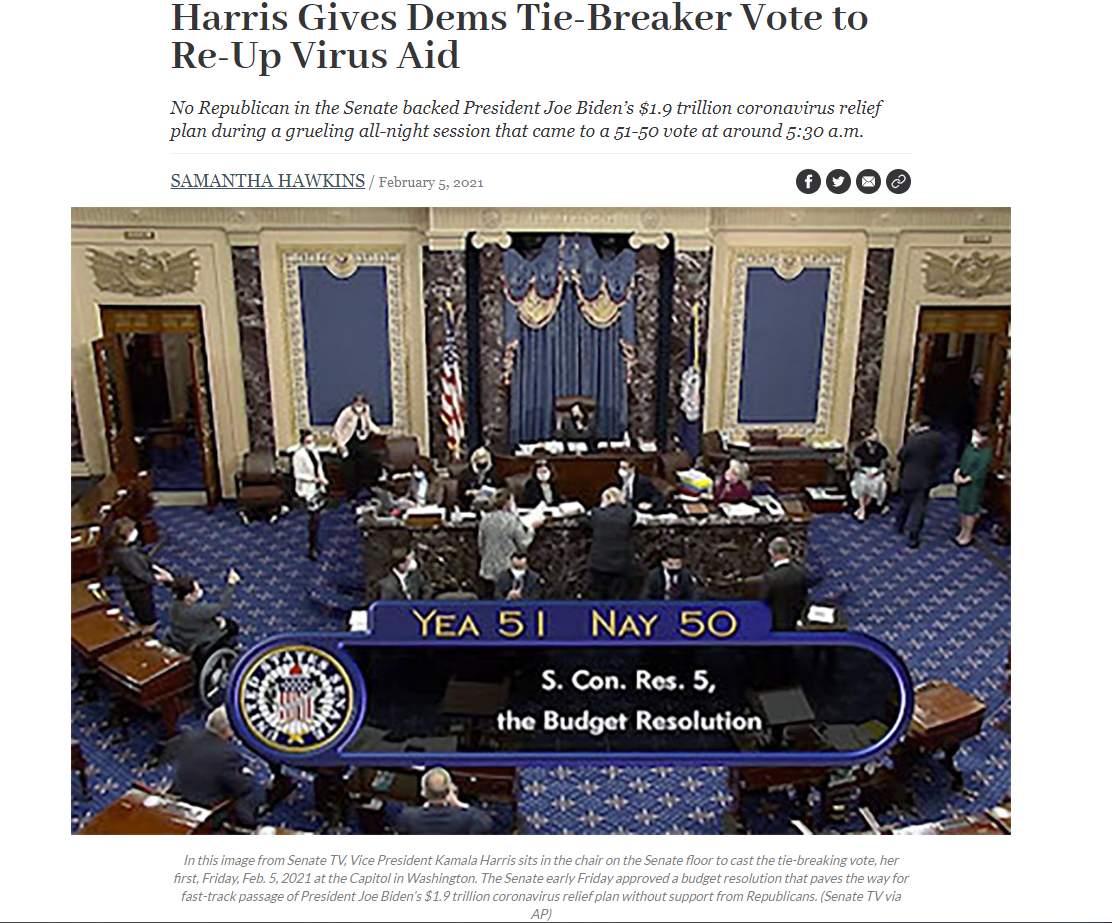 Harris Gives Dems Tie-Breaker Vote to
Re-Up Virus Aid
No Republican in the Senate backed President Joe Biden’s $1.9 trillion coronavirus relief
plan during a grueling all-night session that came to a 51-50 vote at around 5:30 a.m.
SAMANTHA HAWKINS / February 5, 2021
YEA 51 NAY 50
UNITED STATES SENATE
S. Con. Res. 5,
the Budget Resolution
In this image from Senate TV, Vice President Kamala Harris sits in the chair on the Senate floor to cast the tie-breaking vote, her
first, Friday, Feb. 5, 2021 at the Capitol in Washington. The Senate early Friday approved a budget resolution that paves the way for
fast-track passage of President Joe Biden’s $1.9 trillion coronavirus relief plan without support from Republicans. (Senate TV via
AP)